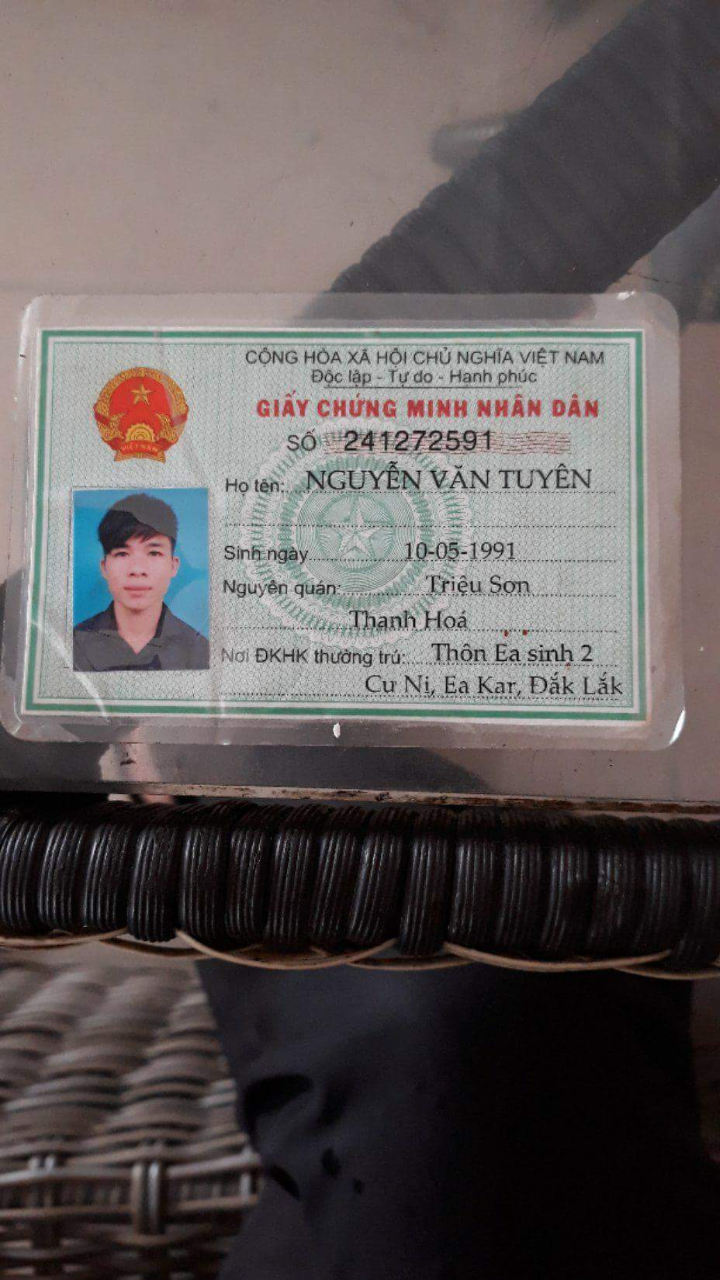 CỘNG HÒA XÃ HỘI CHỦ NGHĨA VIỆT NAM
Độc lập - Tự do - Hạnh phúc
GIẤY CHỨNG MINH NHÂN DÂN
SỐ 241272591
Họ tên: NGUYỄN VĂN TUYÊN
Sinh ngày 10-05-1991
Nguyên quán: Triệu Sơn
Thanh Hoá
Nơi ĐKHK thường trú: Thôn Ea sinh 2
Cư Ni, Ea Kar, Đắk Lắk
VIỆT NAM